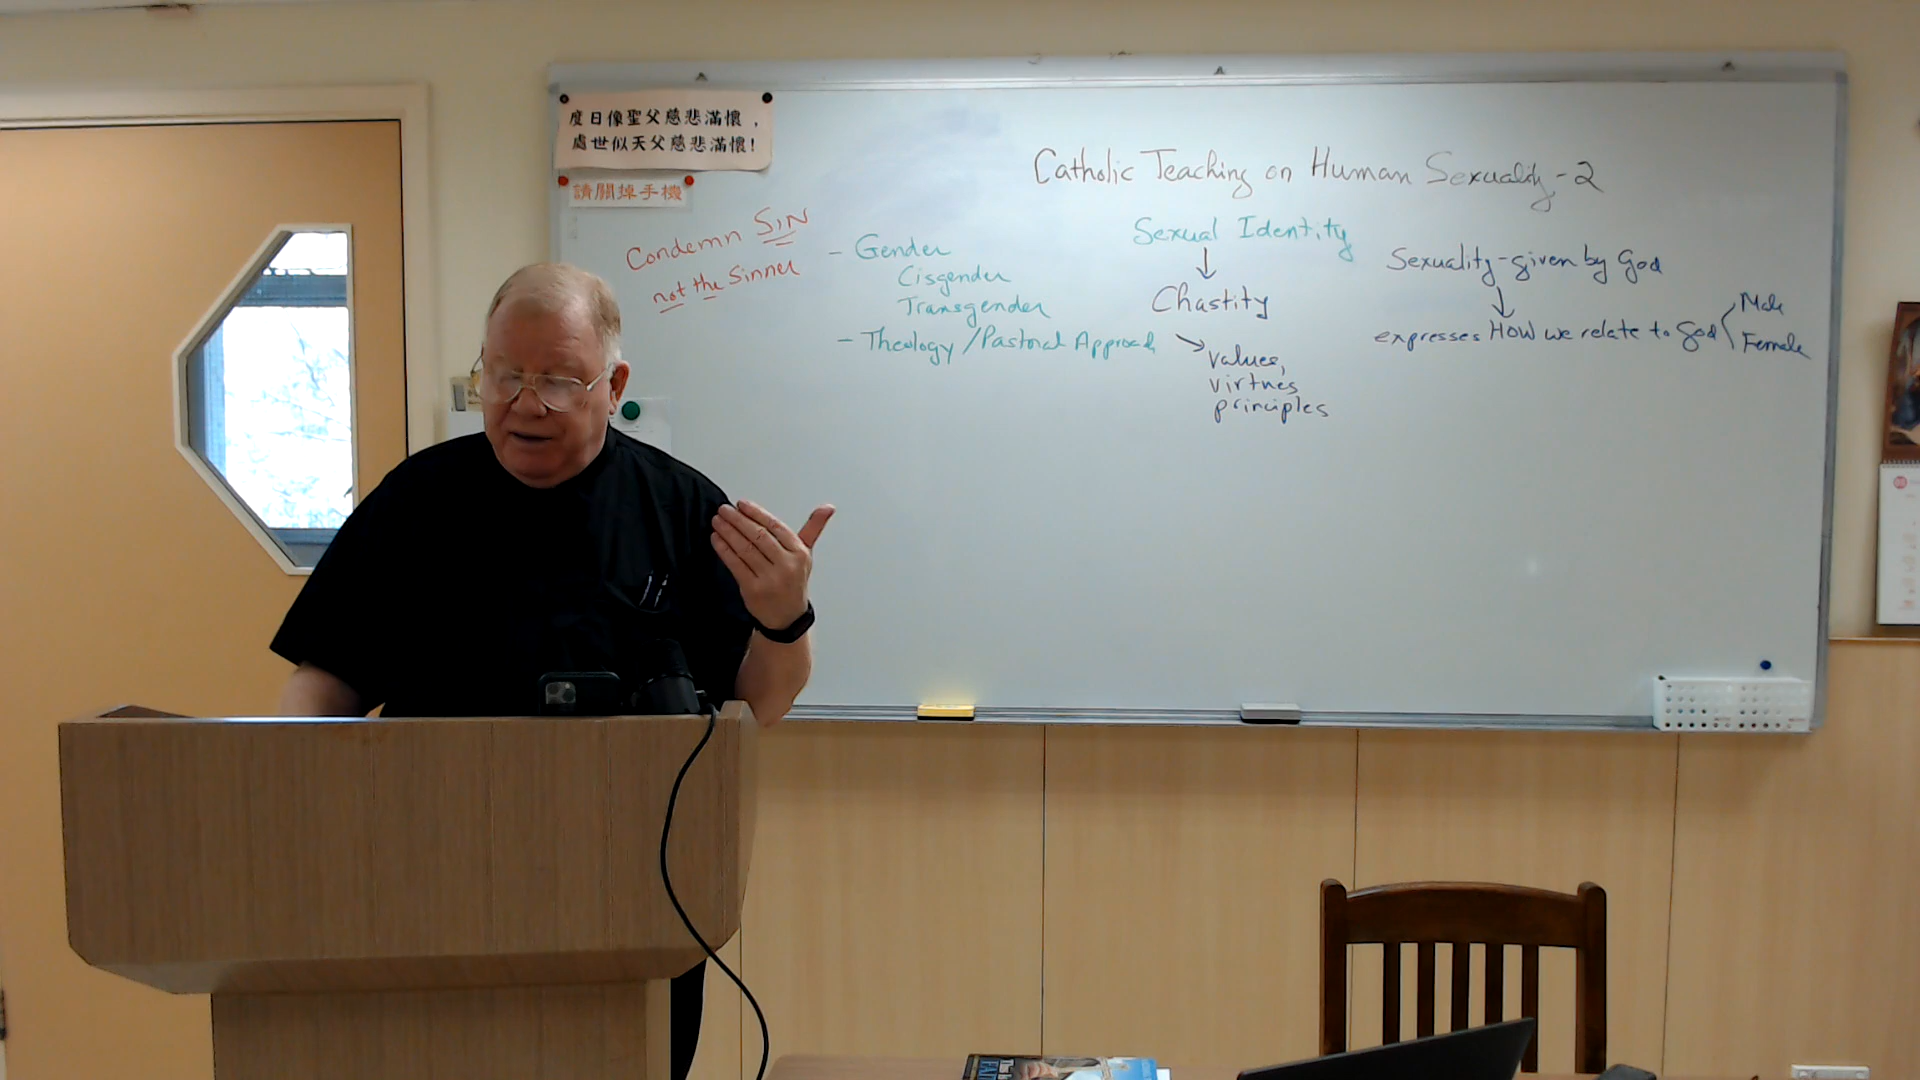 度日像聖父慈悲滿懷，
處世似天父慈悲滿懷！
請關掉手機
Catholic Teaching on Human Sexuality - 2
Condemn SIN
not the Sinner
- Gender
Cisgender
Transgender
- Theology / Pastoral Approach
Sexual Identity
↓
Chastity
↘ values,
virtues,
principles
Sexuality - given by God
↓
expresses HOW we relate to God
Male
Female